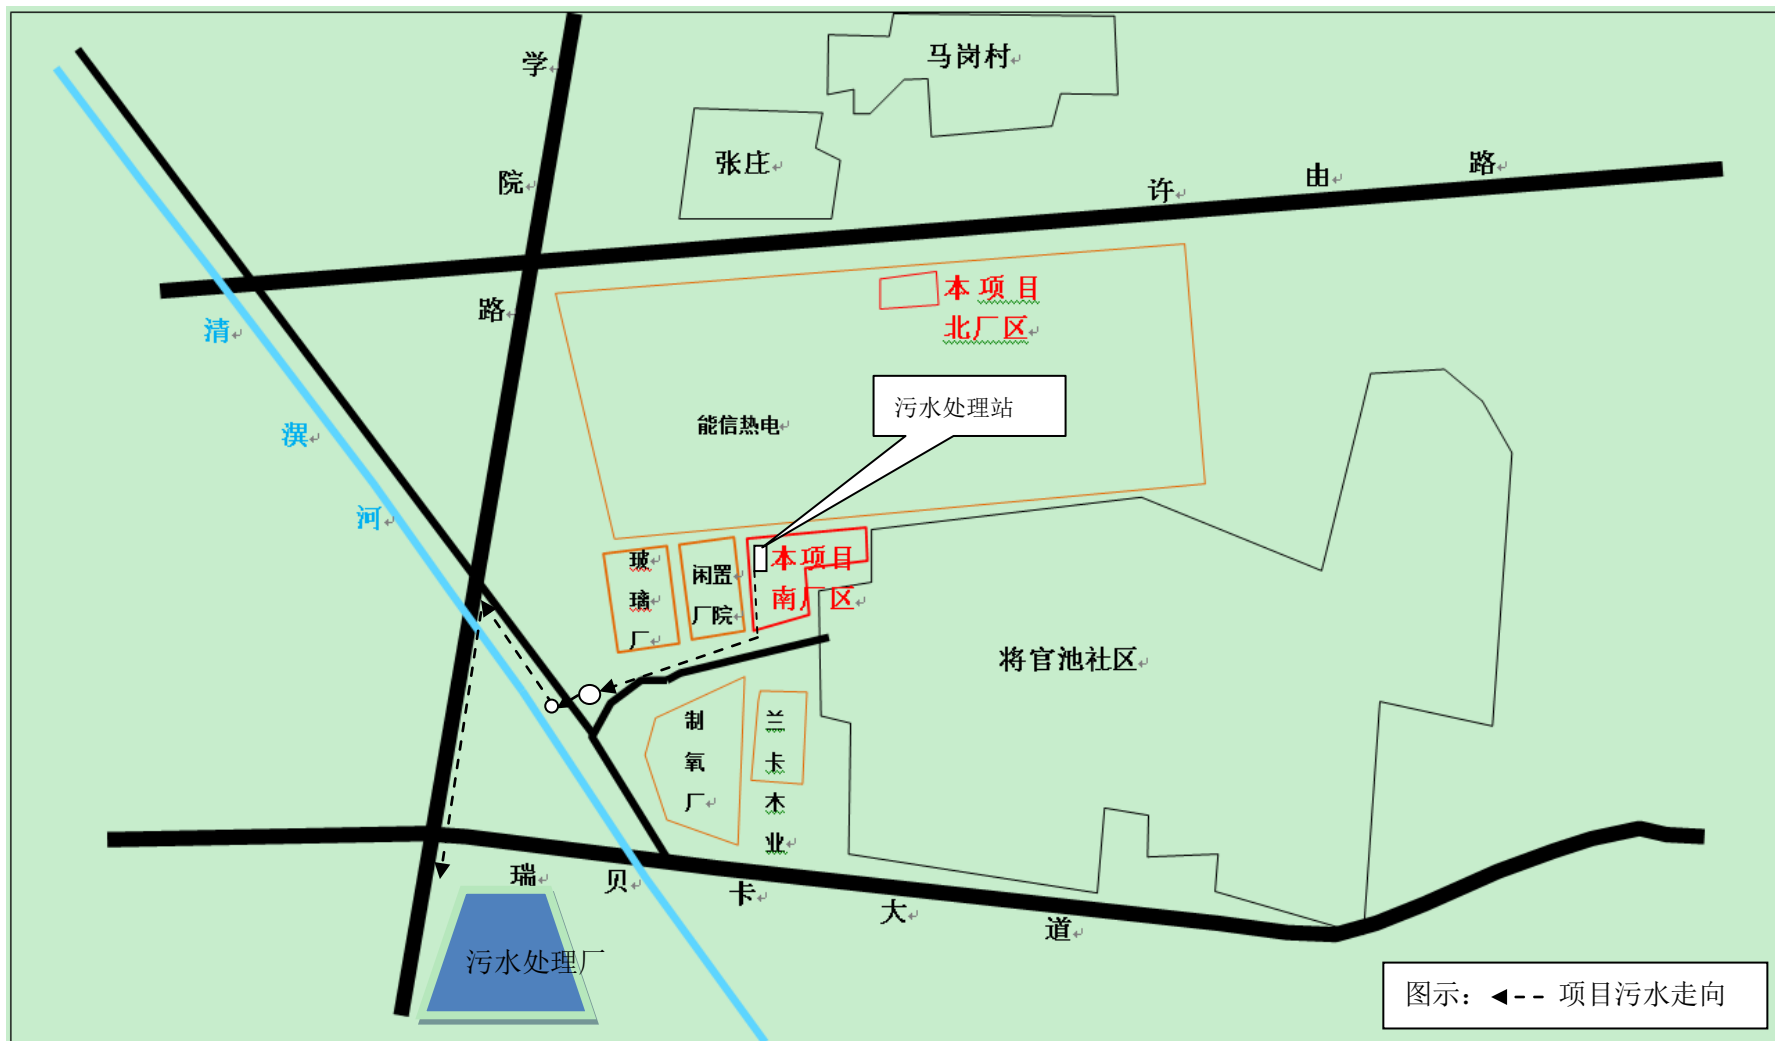 马岗村
张庄
学院路
许由路
清潩河
本项目
北厂区
能信热电
污水处理站
玻璃厂
闲置
厂院
本项目
南厂区
将官池社区
制氧厂
兰卡木业
瑞贝卡大道
污水处理厂
图示： 项目污水走向